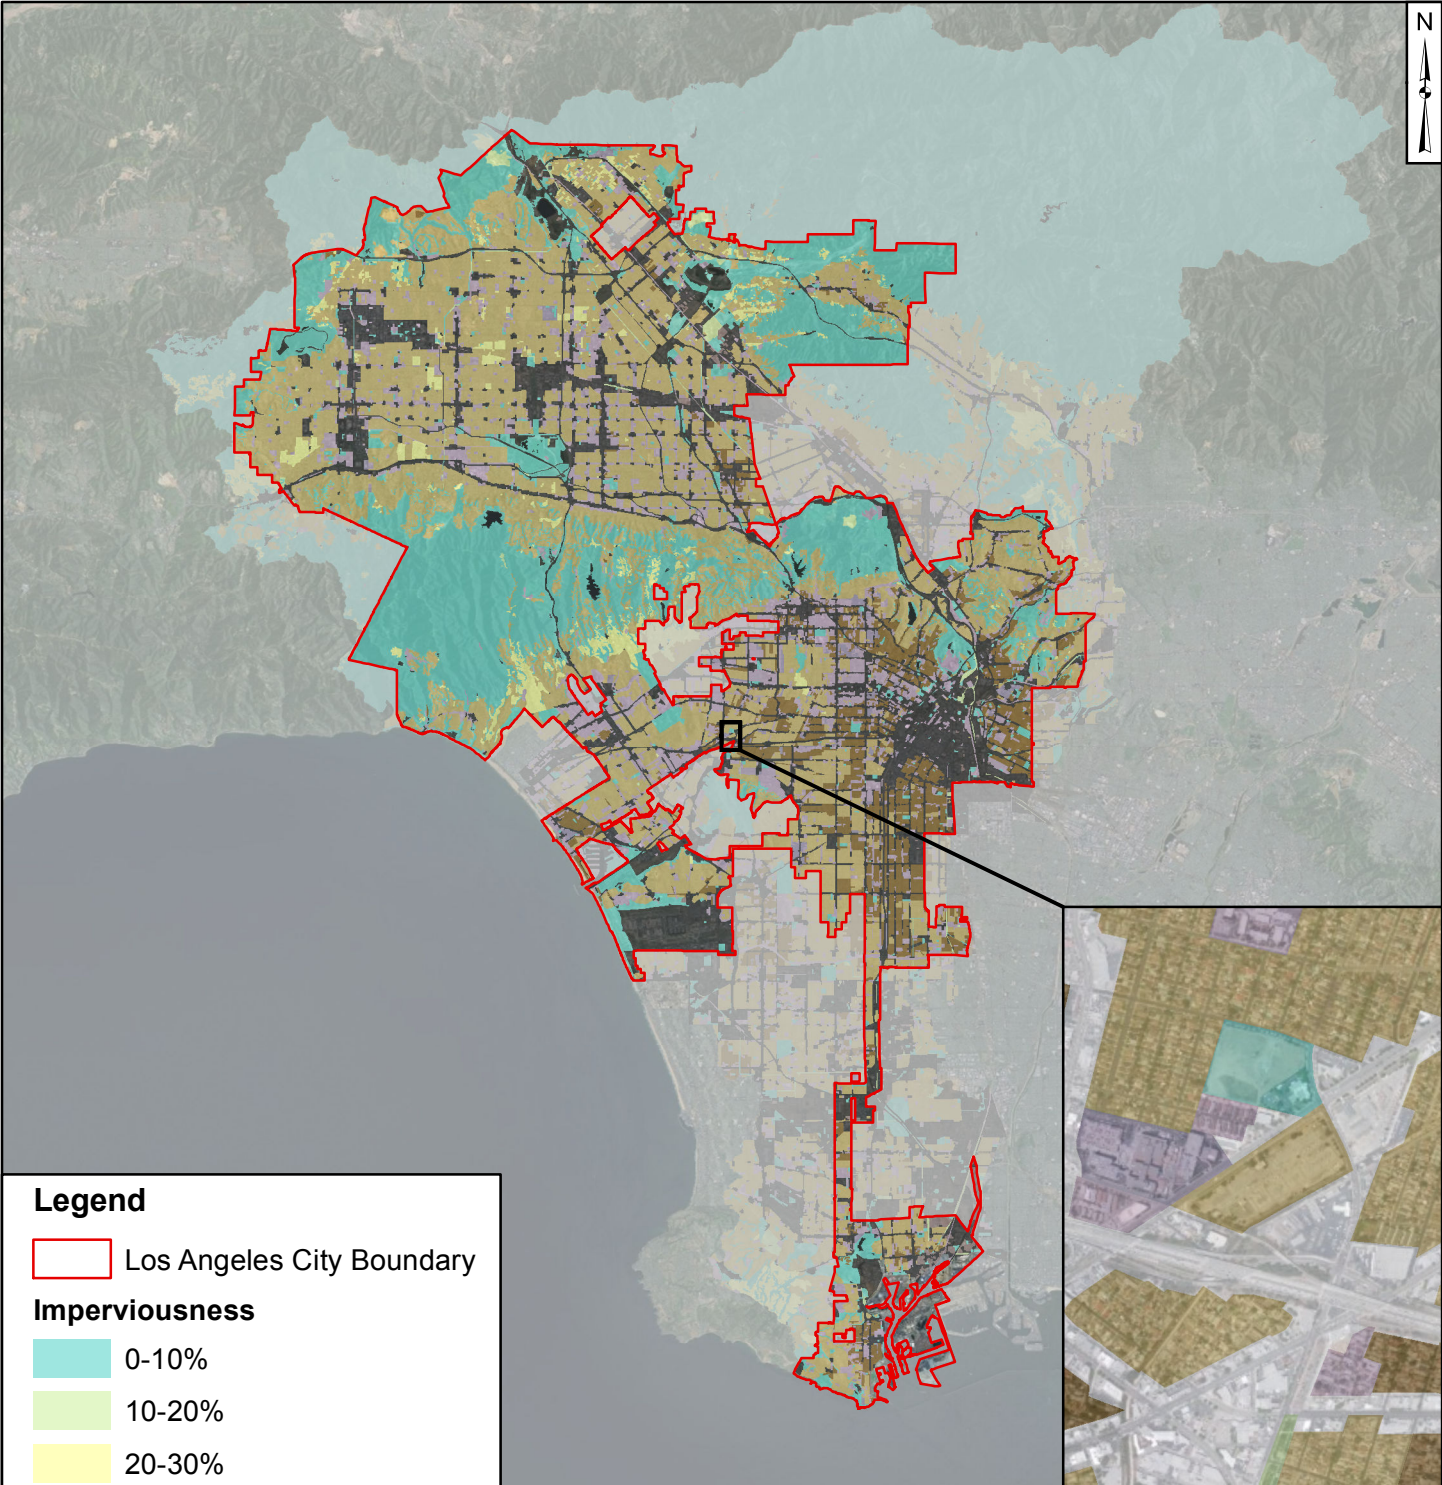 N
Legend
Los Angeles City Boundary
Imperviousness
0-10%
10-20%
20-30%